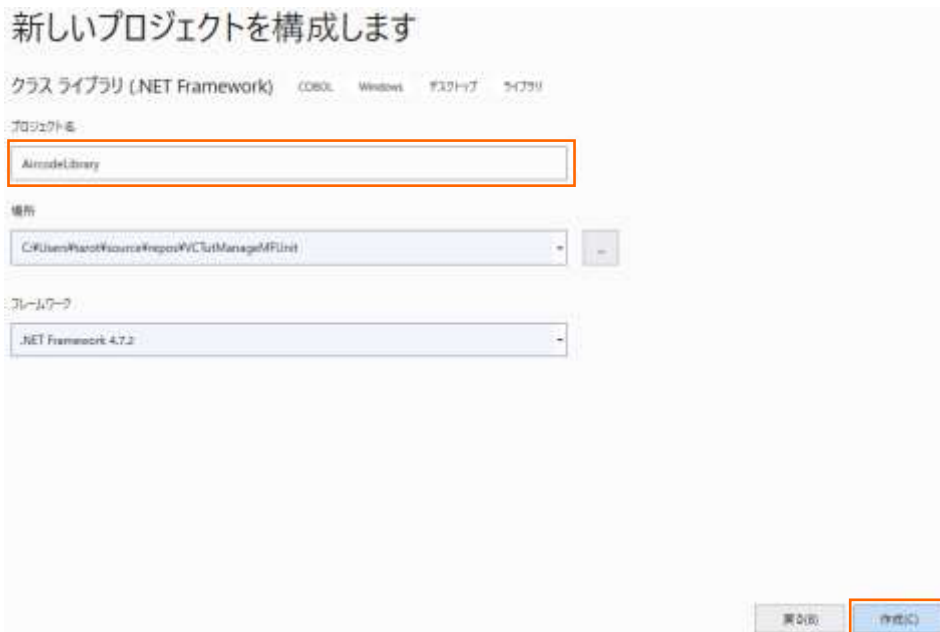 新しいプロジェクトを構成します
クラス ライブラリ (.NET Framework) COBOL Windows デスクトップ ライブラリ
プロジェクト名
AircodeLibrary
場所
C:¥Users¥tarot¥source¥repos¥VCTutManageMFUnit
...
フレームワーク
.NET Framework 4.7.2
戻る(B) 作成(C)